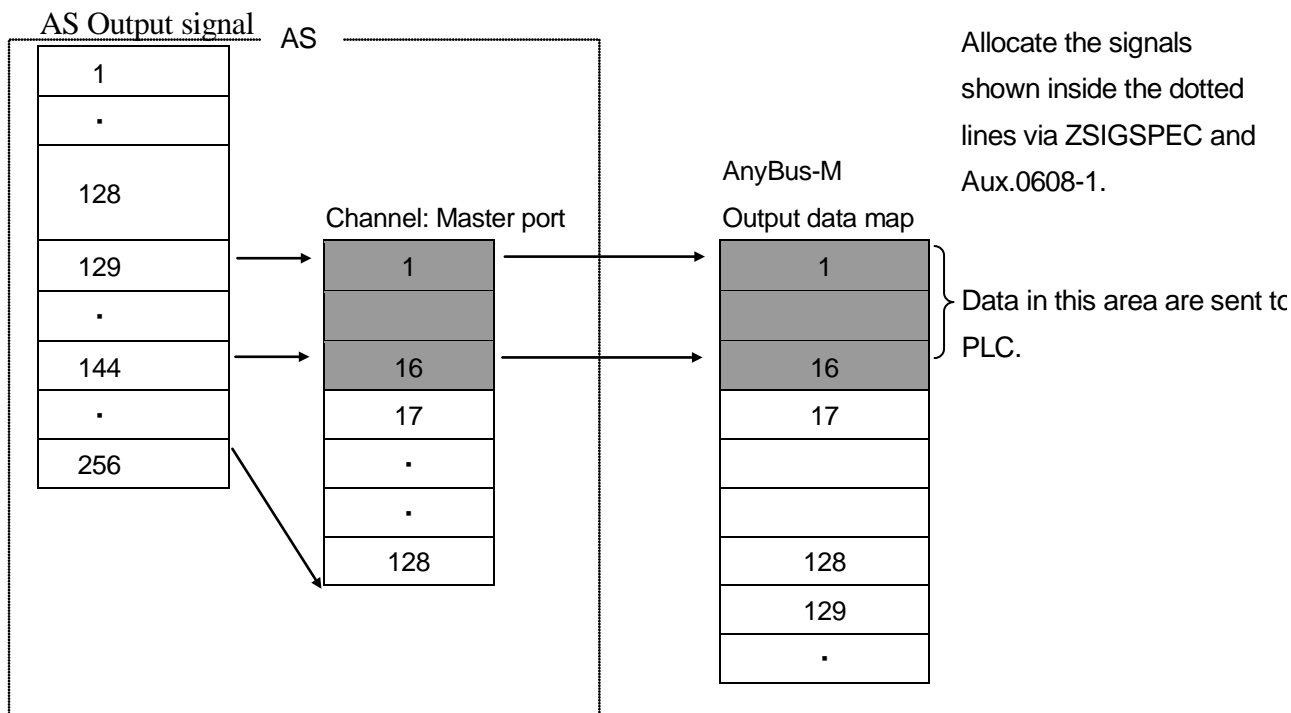 AS Output signal
AS
1
·
128
129
·
144
·
256
Channel: Master port
1
16
17
·
·
128
AnyBus-M
Output data map
1
16
17
128
129
·
Allocate the signals
shown inside the dotted
lines via ZSIGSPEC and
Aux.0608-1.
Data in this area are sent to
PLC.